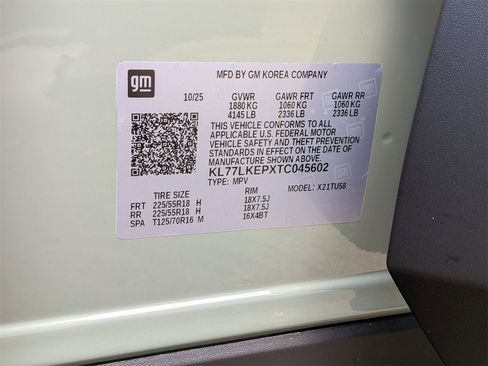 gm
MFD BY GM KOREA COMPANY
10/25 GVWR GAWR FRT GAWR RR
1880 KG 1060 KG 1060 KG
4145 LB 2336 LB 2336 LB
THIS VEHICLE CONFORMS TO ALL
APPLICABLE U.S. FEDERAL MOTOR
VEHICLE SAFETY AND THEFT PREVENTION
STANDARDS IN EFFECT ON THE DATE OF
MANUFACTURE SHOWN ABOVE.
KL77LKEPXTC045602
TYPE: MPV MODEL: X21TU58
TIRE SIZE RIM
FRT 225/55R18 H 18X7.5J
RR 225/55R18 H 18X7.5J
SPA T125/70R16 M 16X4BT